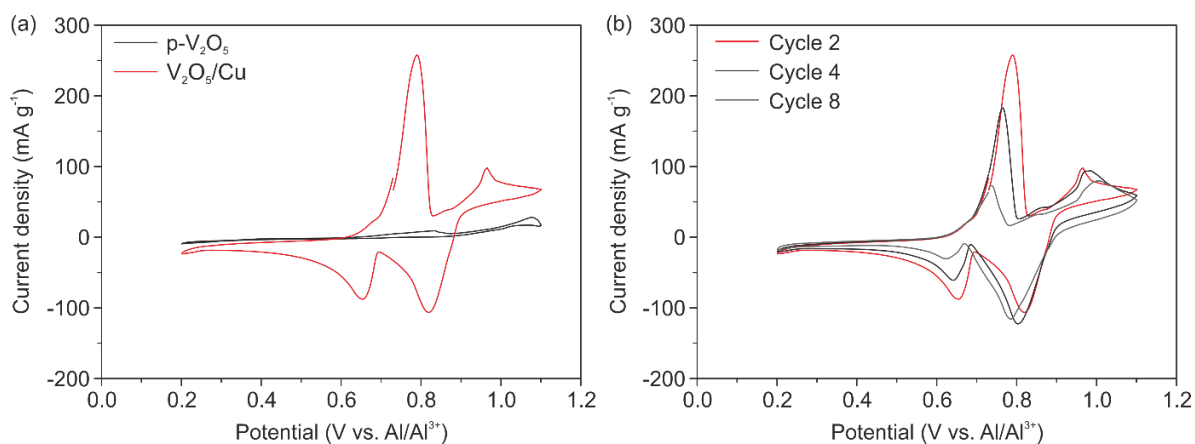 (a)
p-V₂O₅
V₂O₅/Cu
Current density (mA g⁻¹)
300
200
100
0
-100
-200
0.0 0.2 0.4 0.6 0.8 1.0 1.2
Potential (V vs. Al/Al³⁺)
(b)
Cycle 2
Cycle 4
Cycle 8
Current density (mA g⁻¹)
300
200
100
0
-100
-200
0.0 0.2 0.4 0.6 0.8 1.0 1.2
Potential (V vs. Al/Al³⁺)